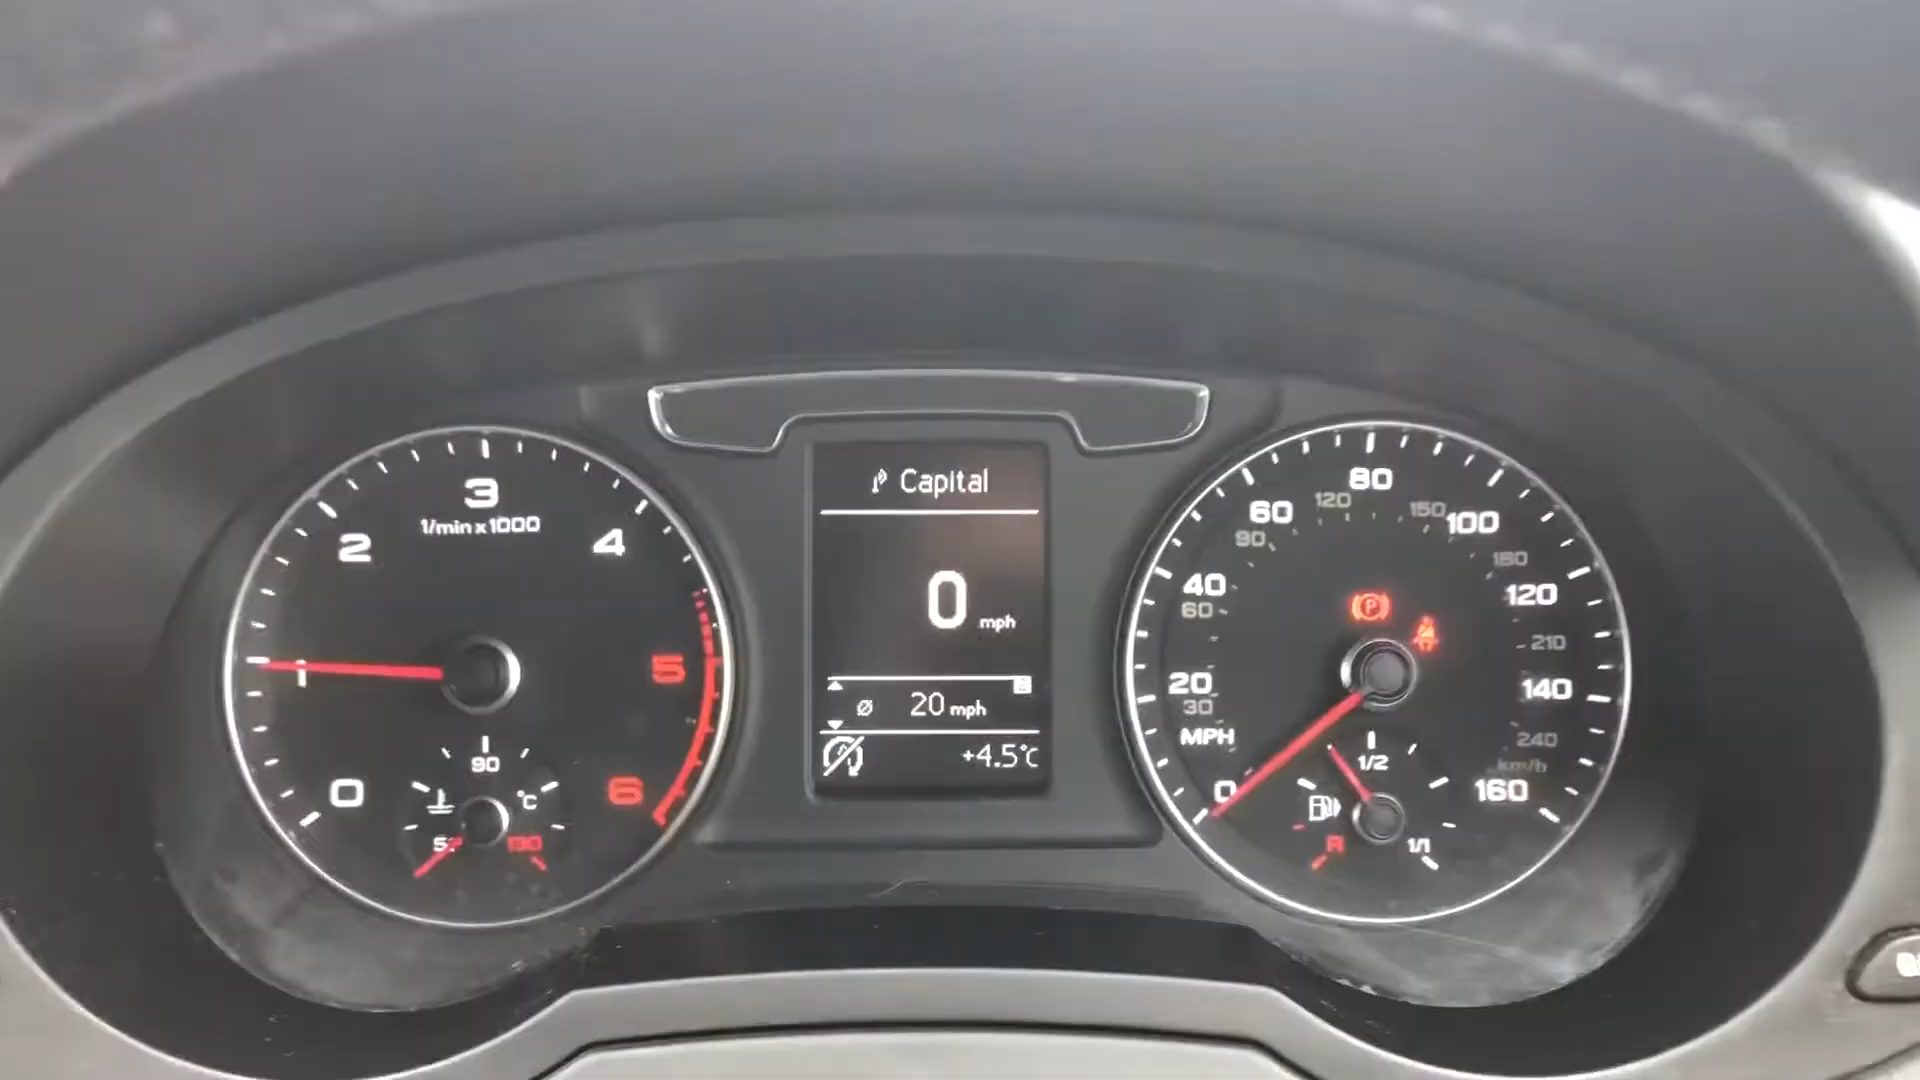 Capital
0 mph
Ø 20 mph
+4.5°C
0
1
2
3
4
5
6
1/min x 1000
90
°C
130
0
20
40
60
80
100
120
140
160
MPH
30
60
90
120
150
180
210
240
km/h
P
1/2
R
1/1